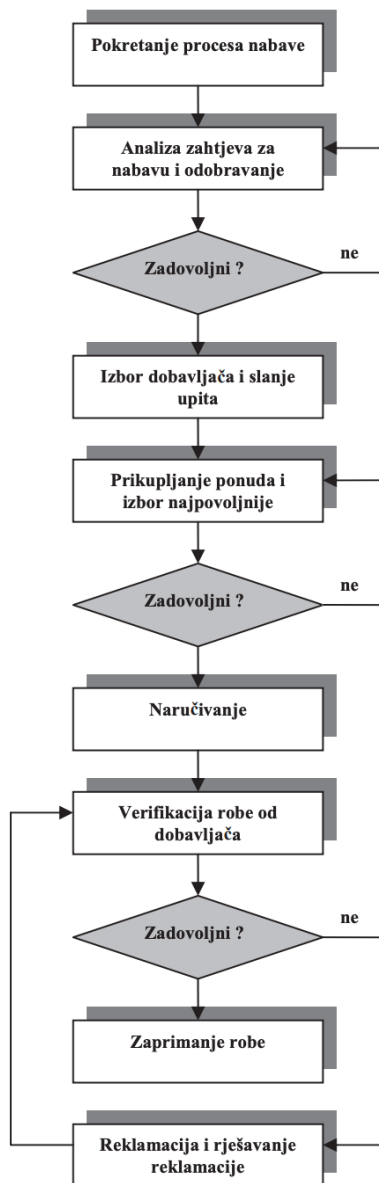 Pokretanje procesa nabave
Analiza zahtjeva za
nabavu i odobravanje
Zadovoljni ?
ne
Izbor dobavljača i slanje
upita
Prikupljanje ponuda i
izbor najpovoljnije
Zadovoljni ?
ne
Naručivanje
Verifikacija robe od
dobavljača
Zadovoljni ?
ne
Zaprimanje robe
Reklamacija i rješavanje
reklamacije